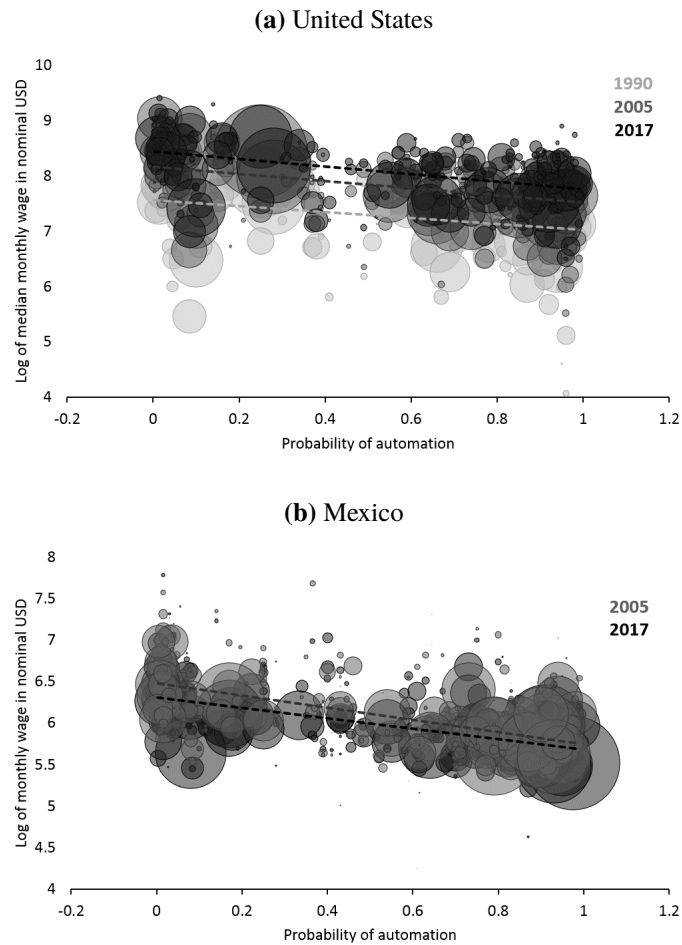 (a) United States
Log of median monthly wage in nominal USD
10
9
8
7
6
5
4
1990
2005
2017
-0.2 0 0.2 0.4 0.6 0.8 1 1.2
Probability of automation
(b) Mexico
Log of monthly wage in nominal USD
8
7.5
7
6.5
6
5.5
5
4.5
4
2005
2017
-0.2 0 0.2 0.4 0.6 0.8 1 1.2
Probability of automation